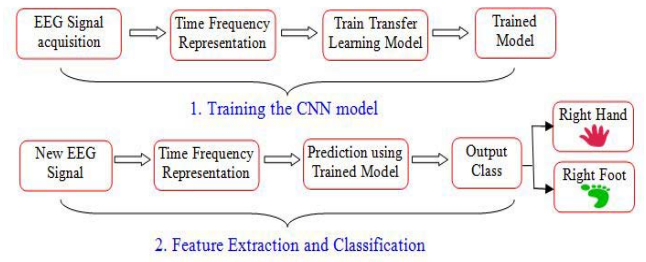 EEG Signal
acquisition
Time Frequency
Representation
Train Transfer
Learning Model
Trained
Model
1. Training the CNN model
New EEG
Signal
Time Frequency
Representation
Prediction using
Trained Model
Output
Class
Right Hand
Right Foot
2. Feature Extraction and Classification